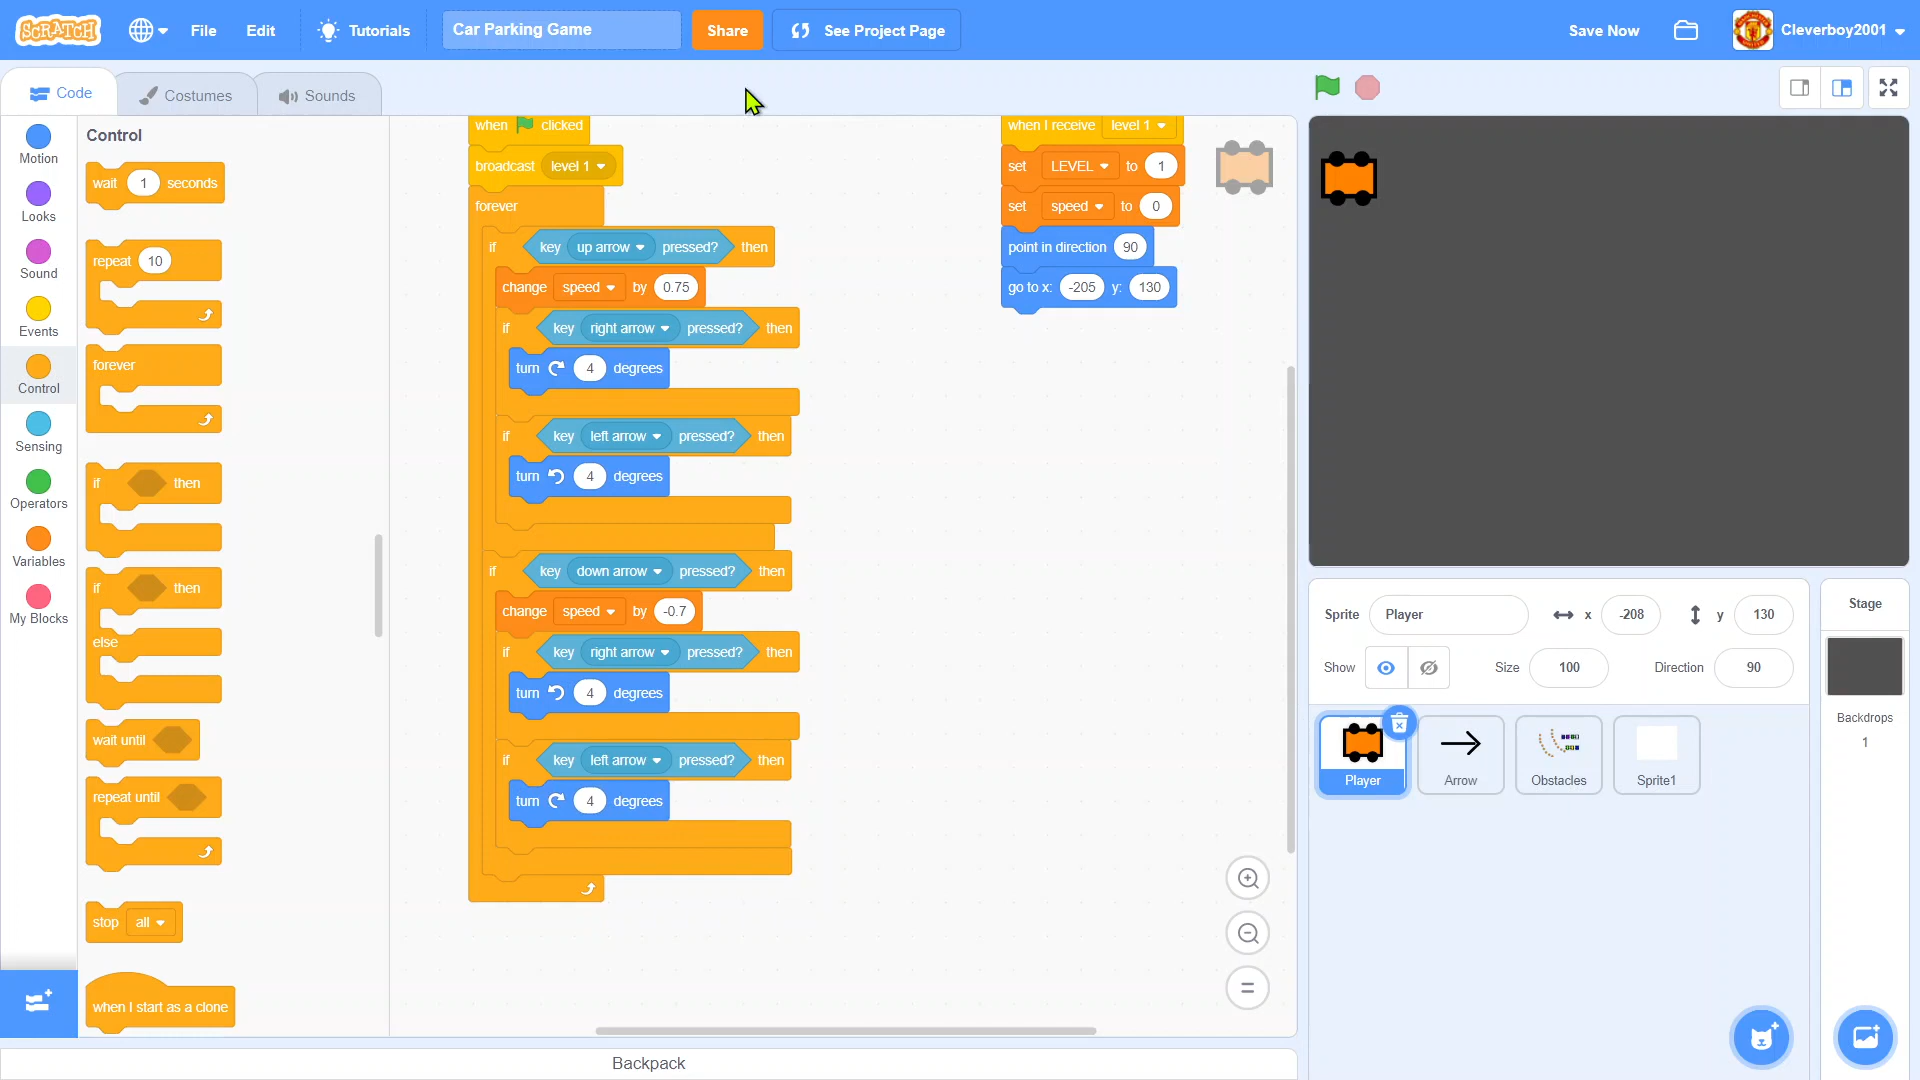 SCRATCH File Edit Tutorials Car Parking Game Share See Project Page Save Now Cleverboy2001
Code Costumes Sounds
Motion
Looks
Sound
Events
Control
Sensing
Operators
Variables
My Blocks
Control
wait 1 seconds
repeat 10
forever
if then
if then
else
wait until
repeat until
stop all
when I start as a clone
when clicked
broadcast level 1
forever
if key up arrow pressed? then
change speed by 0.75
if key right arrow pressed? then
turn 4 degrees
if key left arrow pressed? then
turn 4 degrees
if key down arrow pressed? then
change speed by -0.7
if key right arrow pressed? then
turn 4 degrees
if key left arrow pressed? then
turn 4 degrees
when I receive level 1
set LEVEL to 1
set speed to 0
point in direction 90
go to x: -205 y: 130
Sprite Player x -208 y 130
Show Size 100 Direction 90
Player Arrow Obstacles Sprite1
Stage
Backdrops
1
Backpack